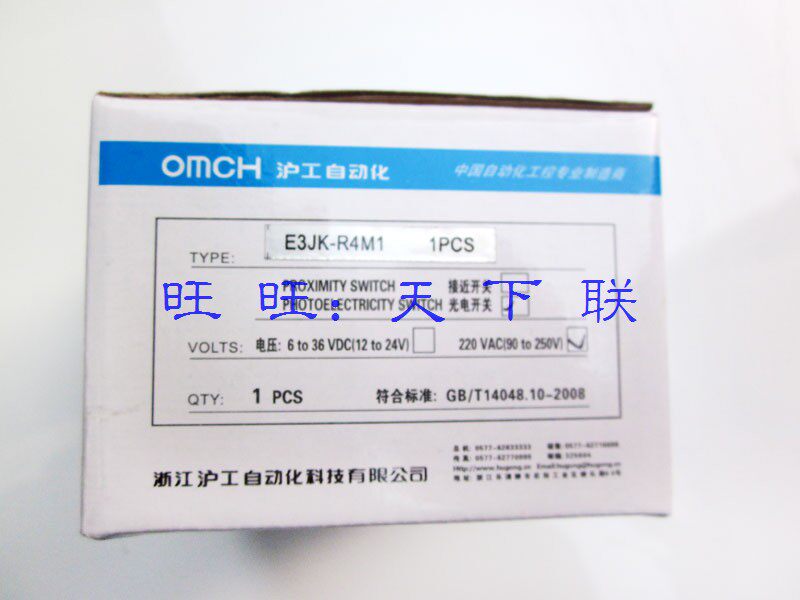 OMCH 沪工自动化 中国自动化工控专业制造商
TYPE: E3JK-R4M1 1PCS
PROXIMITY SWITCH 接近开关
PHOTOELECTRICITY SWITCH 光电开关
旺 旺: 天 下 联
VOLTS: 电压: 6 to 36 VDC(12 to 24V) 220 VAC(90 to 250V)
QTY: 1 PCS 符合标准: GB/T14048.10-2008
浙江沪工自动化科技有限公司